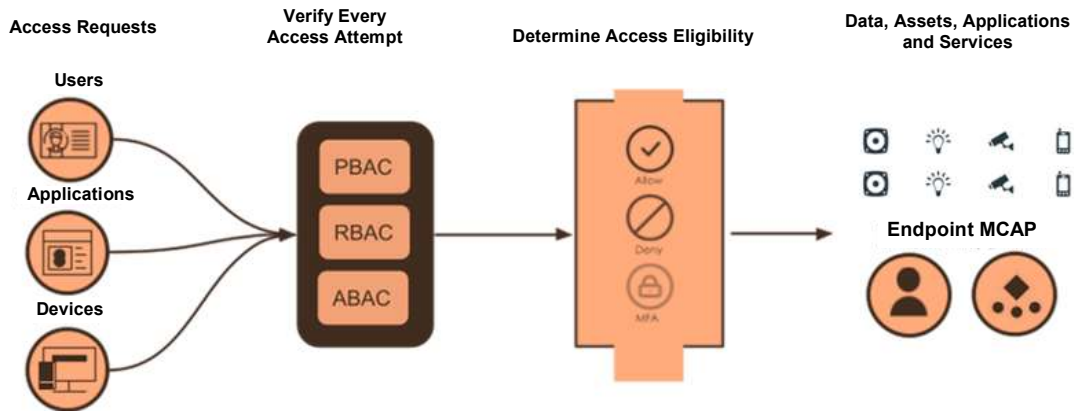 Access Requests
Verify Every
Access Attempt
Determine Access Eligibility
Data, Assets, Applications
and Services
Users
Applications
Devices
PBAC
RBAC
ABAC
Allow
Deny
MFA
Endpoint MCAP